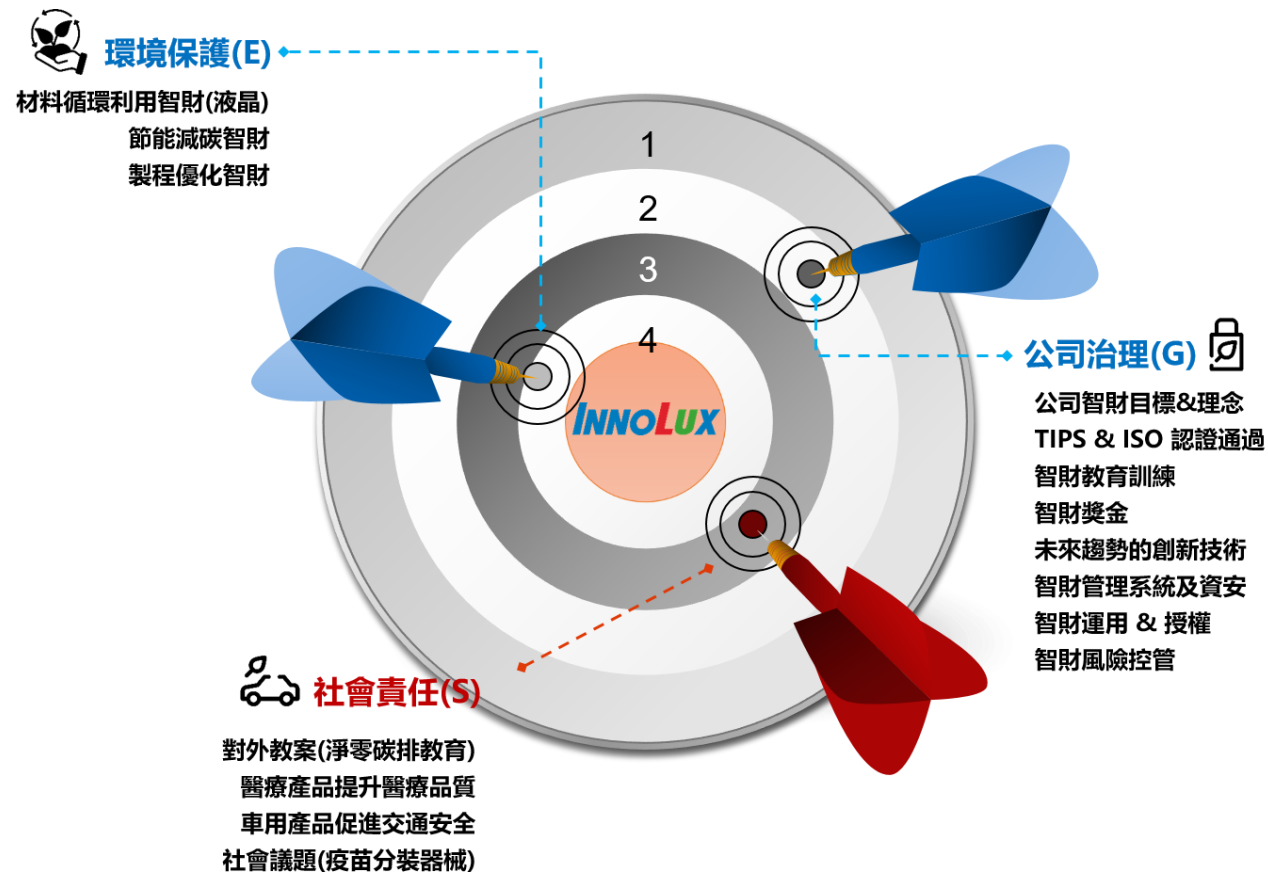 環境保護(E)
材料循環利用智財(液晶)
節能減碳智財
製程優化智財
1
2
3
4
INNOLUX
公司治理(G)
公司智財目標&理念
TIPS & ISO 認證通過
智財教育訓練
智財獎金
未來趨勢的創新技術
智財管理系統及資安
智財運用 & 授權
智財風險控管
社會責任(S)
對外教案(淨零碳排教育)
醫療產品提升醫療品質
車用產品促進交通安全
社會議題(疫苗分裝器械)